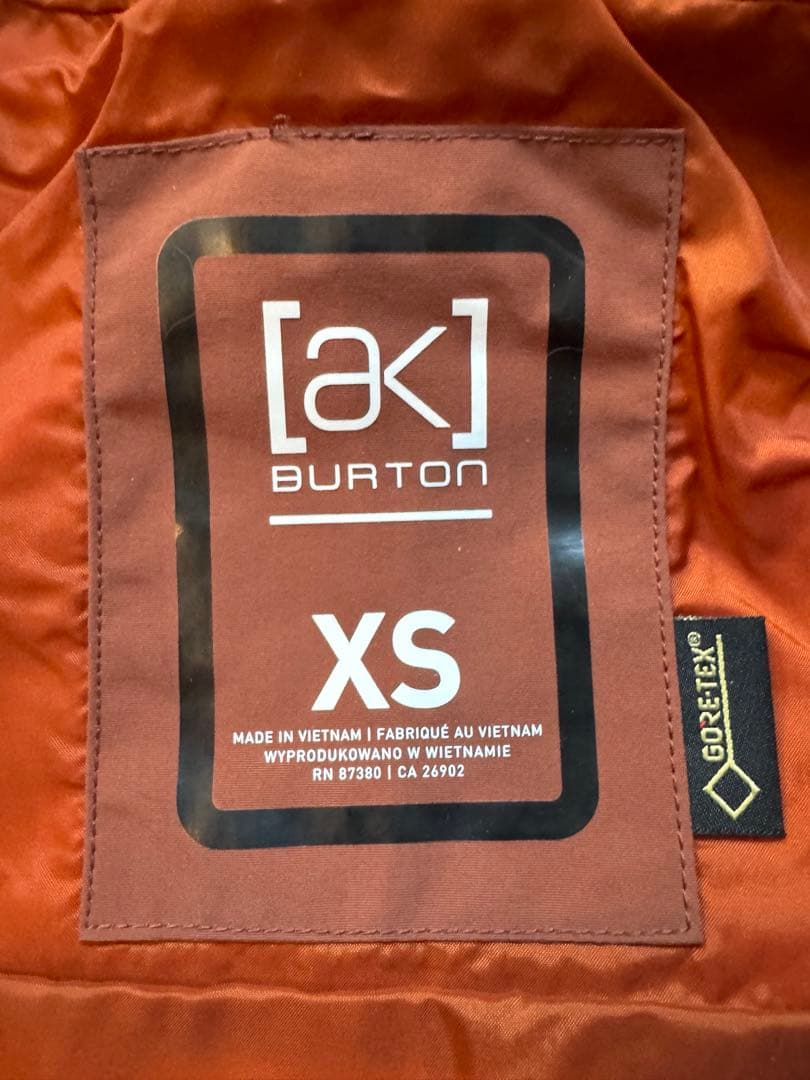 [ak]
BURTON
XS
MADE IN VIETNAM | FABRIQUÉ AU VIETNAM
WYPRODUKOWANO W WIETNAMIE
RN 87380 | CA 26902
GORE-TEX®